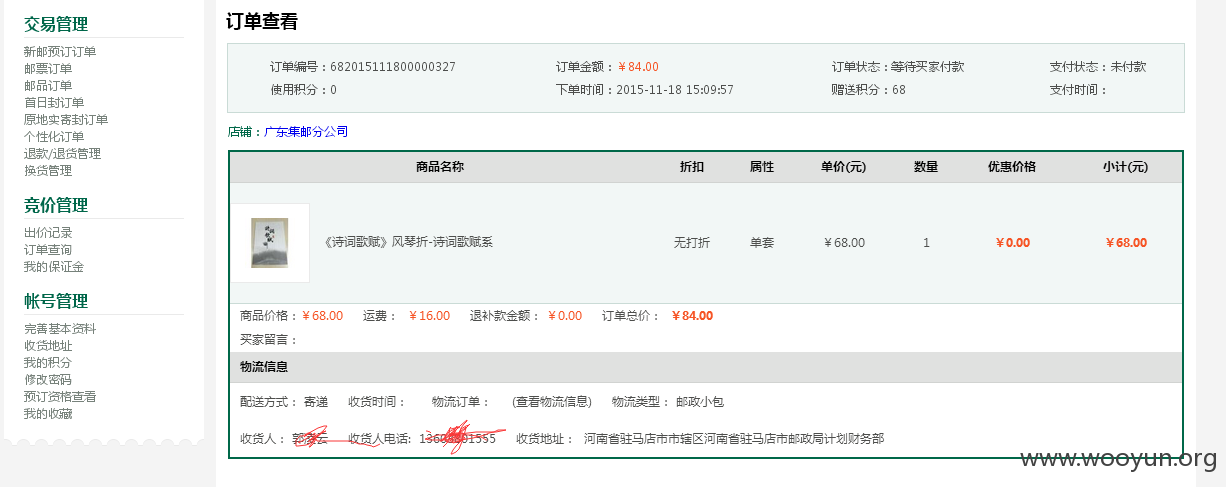 交易管理
新邮预订订单
邮票订单
邮品订单
首日封订单
原地实寄封订单
个性化订单
退款/退货管理
换货管理
竞价管理
出价记录
订单查询
我的保证金
帐号管理
完善基本资料
收货地址
我的积分
修改密码
预订资格查看
我的收藏
订单查看
订单编号：682015111800000327 订单金额：￥84.00 订单状态：等待买家付款 支付状态：未付款
使用积分：0 下单时间：2015-11-18 15:09:57 赠送积分：68 支付时间：
店铺：广东集邮分公司
商品名称 折扣 属性 单价(元) 数量 优惠价格 小计(元)
《诗词歌赋》风琴折-诗词歌赋系 无打折 单套 ￥68.00 1 ￥0.00 ￥68.00
商品价格：￥68.00 运费：￥16.00 退补款金额：￥0.00 订单总价：￥84.00
买家留言：
物流信息
配送方式：寄递 收货时间： 物流订单： (查看物流信息) 物流类型：邮政小包
收货人： 收货人电话: 收货地址：河南省驻马店市市辖区河南省驻马店市邮政局计划财务部
www.wooyun.org